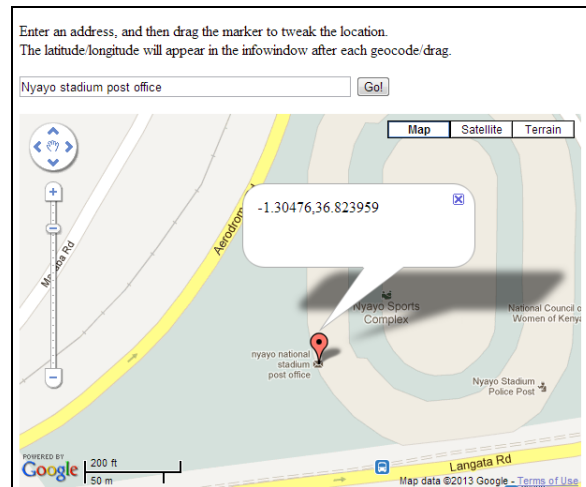 Enter an address, and then drag the marker to tweak the location.
The latitude/longitude will appear in the infowindow after each geocode/drag.
Nyayo stadium post office
Go!
Map
Satellite
Terrain
-1.30476,36.823959
Aerodrom
Rd
Nyayo Sports
Complex
National Council o
Women of Keny
nyayo national
stadium
post office
Nyayo Stadium
Police Post
Langata Rd
POWERED BY
Google
200 ft
50 m
Map data ©2013 Google - Terms of Use